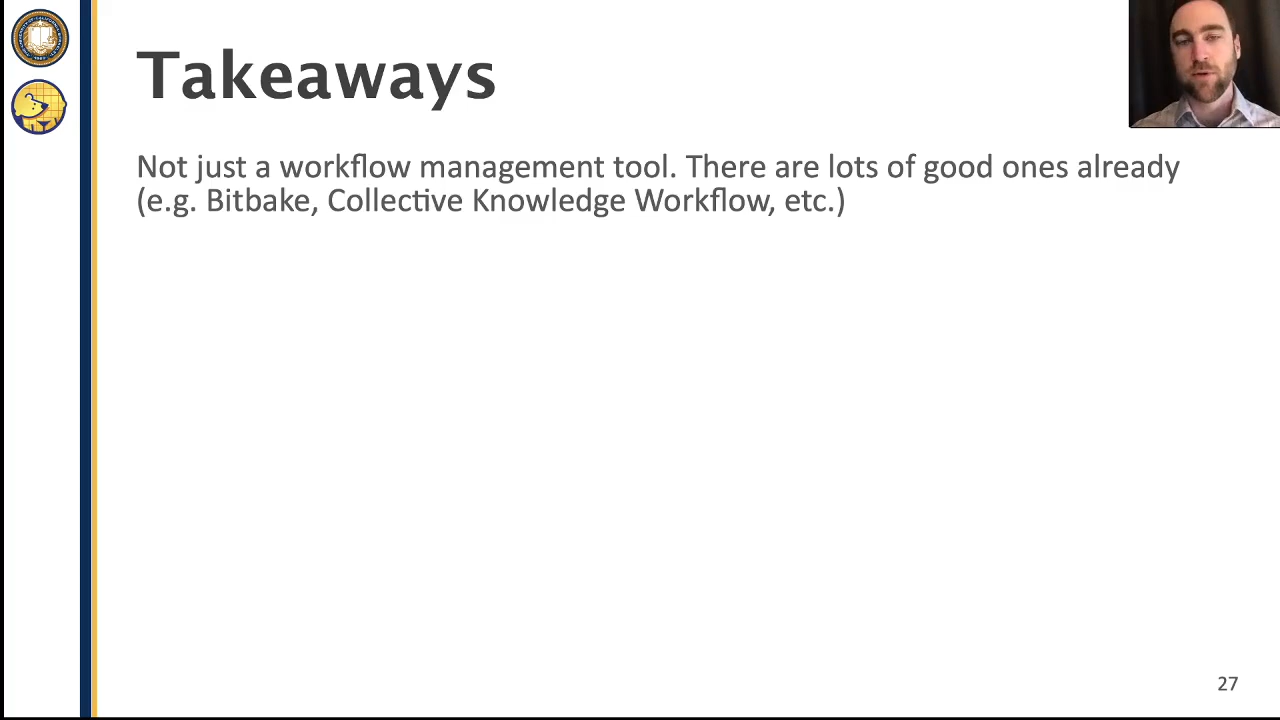 Takeaways
Not just a workflow management tool. There are lots of good ones already
(e.g. Bitbake, Collective Knowledge Workflow, etc.)
27